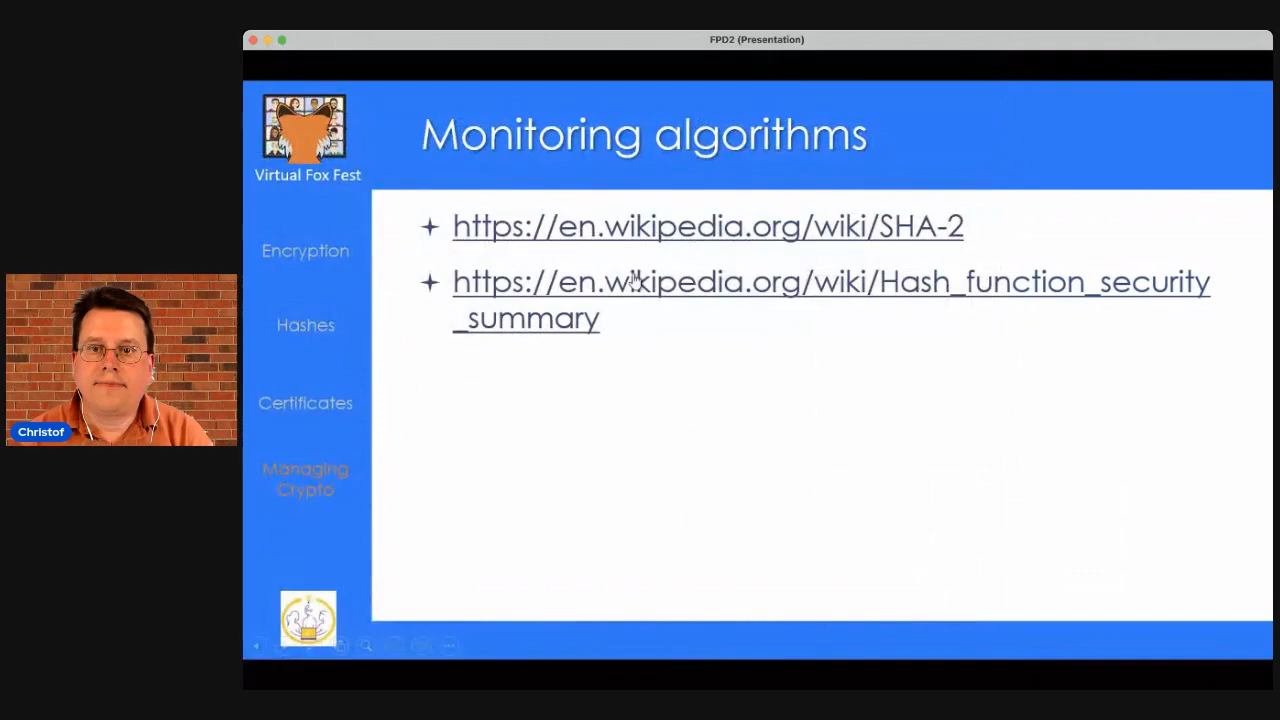 FPD2 (Presentation)
Virtual Fox Fest
Monitoring algorithms
https://en.wikipedia.org/wiki/SHA-2
https://en.wikipedia.org/wiki/Hash_function_security
_summary
Encryption
Hashes
Certificates
Managing
Crypto
Christof